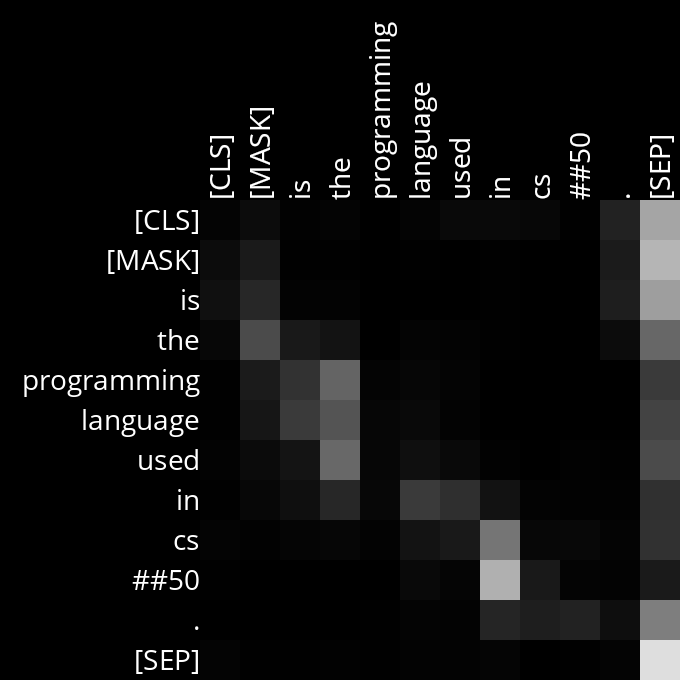 [CLS]
[MASK]
is
the
programming
language
used
in
cs
##50
.
[SEP]
[CLS]
[MASK]
is
the
programming
language
used
in
cs
##50
.
[SEP]